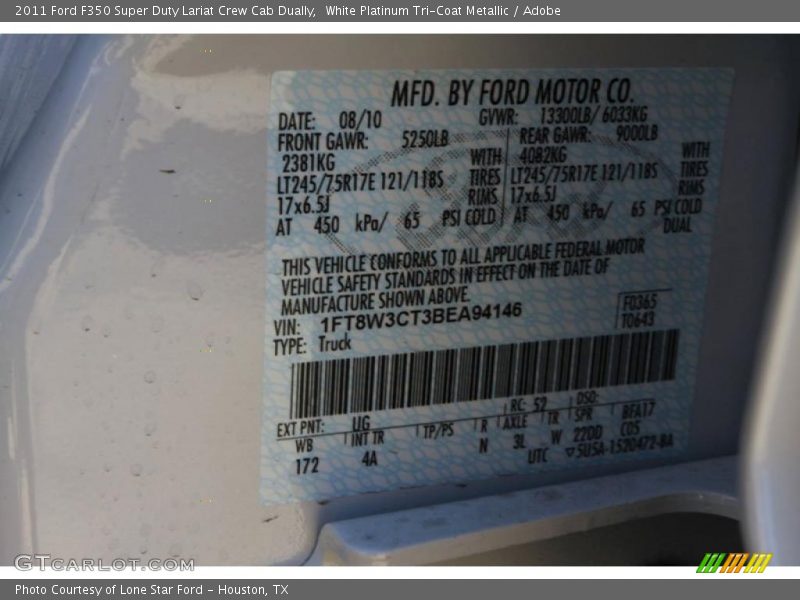 2011 Ford F350 Super Duty Lariat Crew Cab Dually, White Platinum Tri-Coat Metallic / Adobe
MFD. BY FORD MOTOR CO.
DATE: 08/10 GVWR: 13300LB/ 6033KG
FRONT GAWR: 5250LB REAR GAWR: 9000LB
2381KG WITH 4082KG WITH
LT245/75R17E 121/118S TIRES LT245/75R17E 121/118S TIRES
17x6.5J RIMS 17x6.5J RIMS
AT 450 kPa/ 65 PSI COLD AT 450 kPa/ 65 PSI COLD
DUAL
THIS VEHICLE CONFORMS TO ALL APPLICABLE FEDERAL MOTOR
VEHICLE SAFETY STANDARDS IN EFFECT ON THE DATE OF
MANUFACTURE SHOWN ABOVE.
VIN: 1FT8W3CT3BEA94146 F0365
TYPE: Truck T0643
EXT PNT: UG RC: 52 DSO:
WB INT TR TP/PS R AXLE TR SPR BFA17
172 4A N 3L W 22DD COS
UTC ▽5U5A-1520472-BA
GTCARLOT.COM
Photo Courtesy of Lone Star Ford - Houston, TX